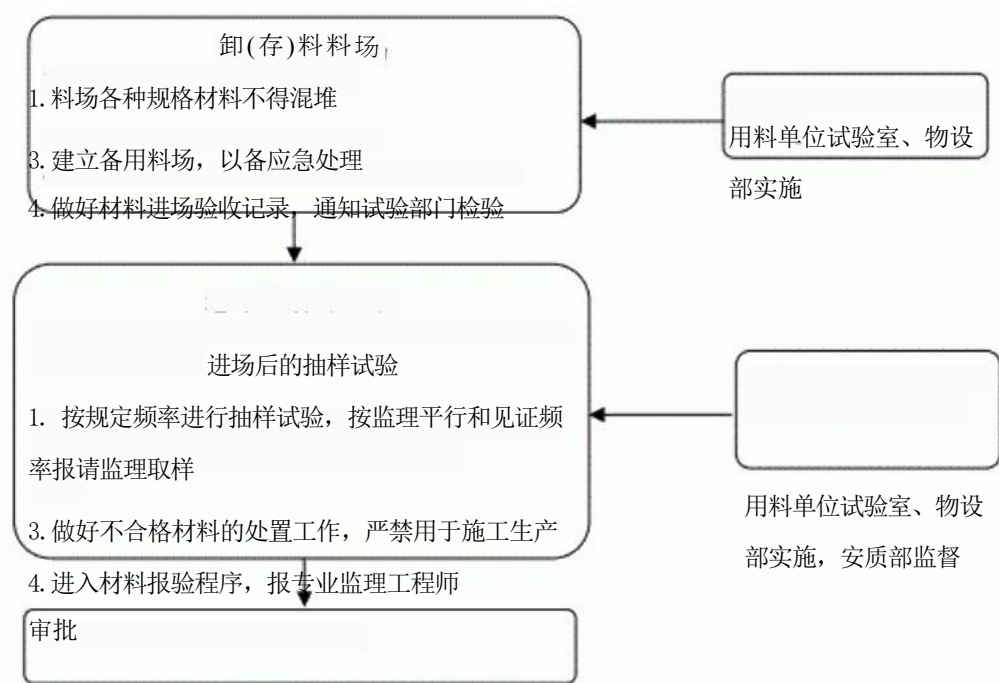 卸(存)料料场
1.料场各种规格材料不得混堆
3.建立备用料场，以备应急处理
4.做好材料进场验收记录，通知试验部门检验
用料单位试验室、物设
部实施
进场后的抽样试验
1. 按规定频率进行抽样试验，按监理平行和见证频
率报请监理取样
3.做好不合格材料的处置工作，严禁用于施工生产
4.进入材料报验程序，报专业监理工程师
审批
用料单位试验室、物设
部实施，安质部监督